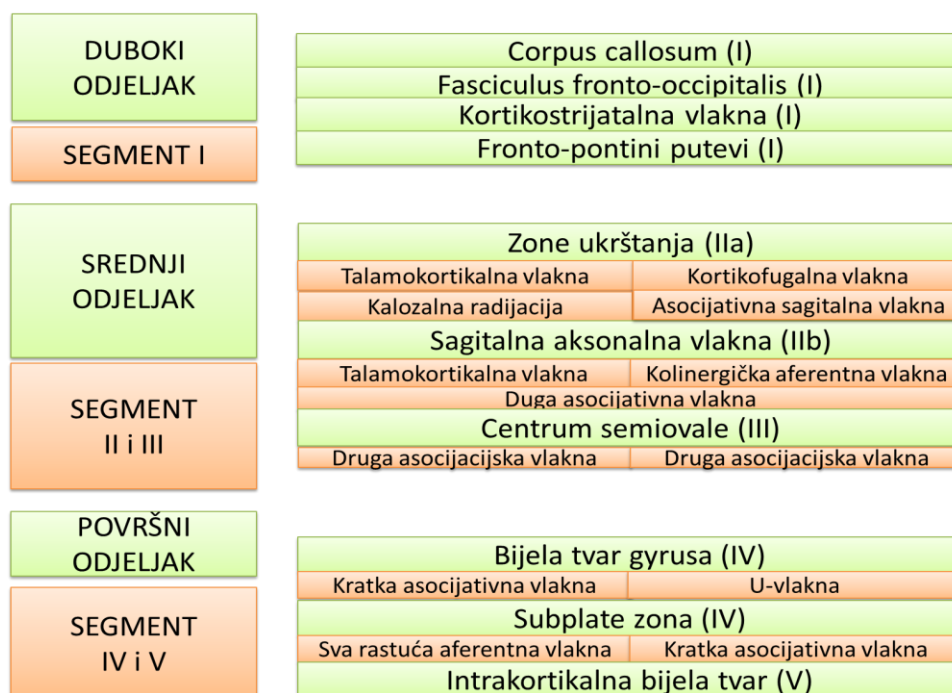 DUBOKI
ODJELJAK
SEGMENT I
Corpus callosum (I)
Fasciculus fronto-occipitalis (I)
Kortikostrijatalna vlakna (I)
Fronto-pontini putevi (I)
SREDNJI
ODJELJAK
SEGMENT
II i III
Zone ukrštanja (IIa)
Talamokortikalna vlakna Kortikofugalna vlakna
Kalozalna radijacija Asocijativna sagitalna vlakna
Sagitalna aksonalna vlakna (IIb)
Talamokortikalna vlakna Kolinergička aferentna vlakna
Duga asocijativna vlakna
Centrum semiovale (III)
Druga asocijacijska vlakna Druga asocijacijska vlakna
POVRŠNI
ODJELJAK
SEGMENT
IV i V
Bijela tvar gyrusa (IV)
Kratka asocijativna vlakna U-vlakna
Subplate zona (IV)
Sva rastuća aferentna vlakna Kratka asocijativna vlakna
Intrakortikalna bijela tvar (V)